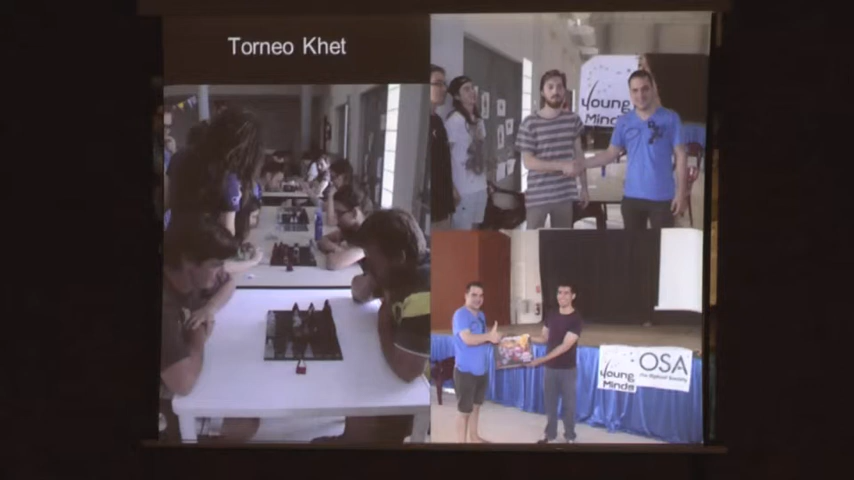 Torneo Khet
Young
Minds
Young
Minds
OSA
The Optical Society